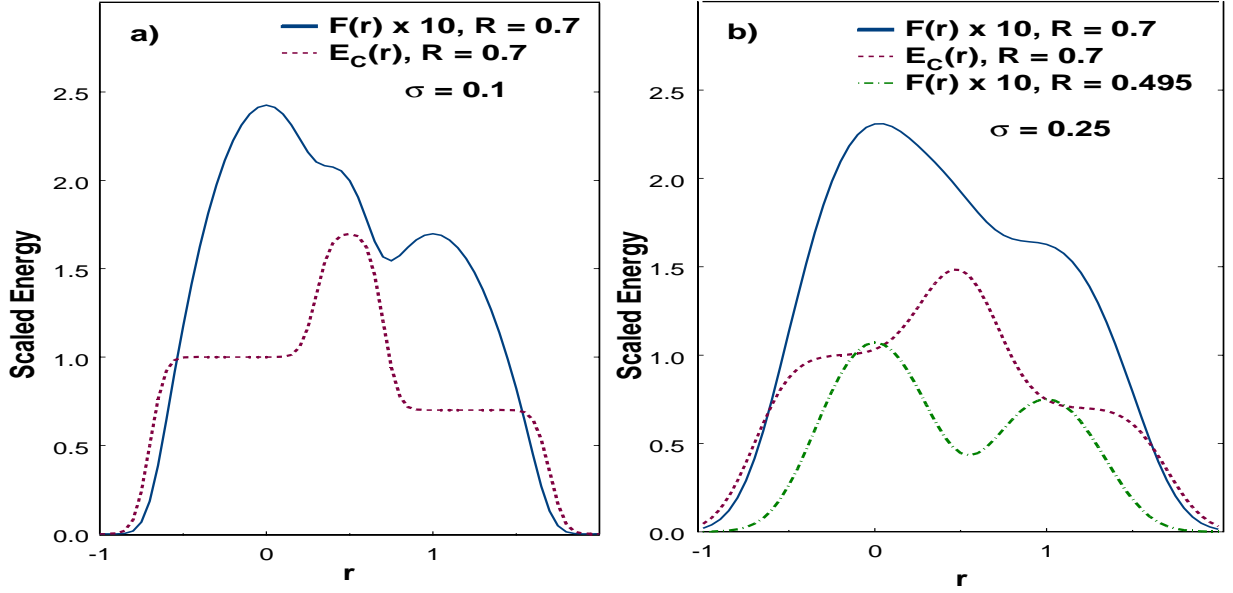 a)
F(r) x 10, R = 0.7
E_C(r), R = 0.7
σ = 0.1
2.5
2.0
1.5
1.0
0.5
0.0
Scaled Energy
-1
0
1
r
b)
F(r) x 10, R = 0.7
E_C(r), R = 0.7
F(r) x 10, R = 0.495
σ = 0.25
2.5
2.0
1.5
1.0
0.5
0.0
Scaled Energy
-1
0
1
r